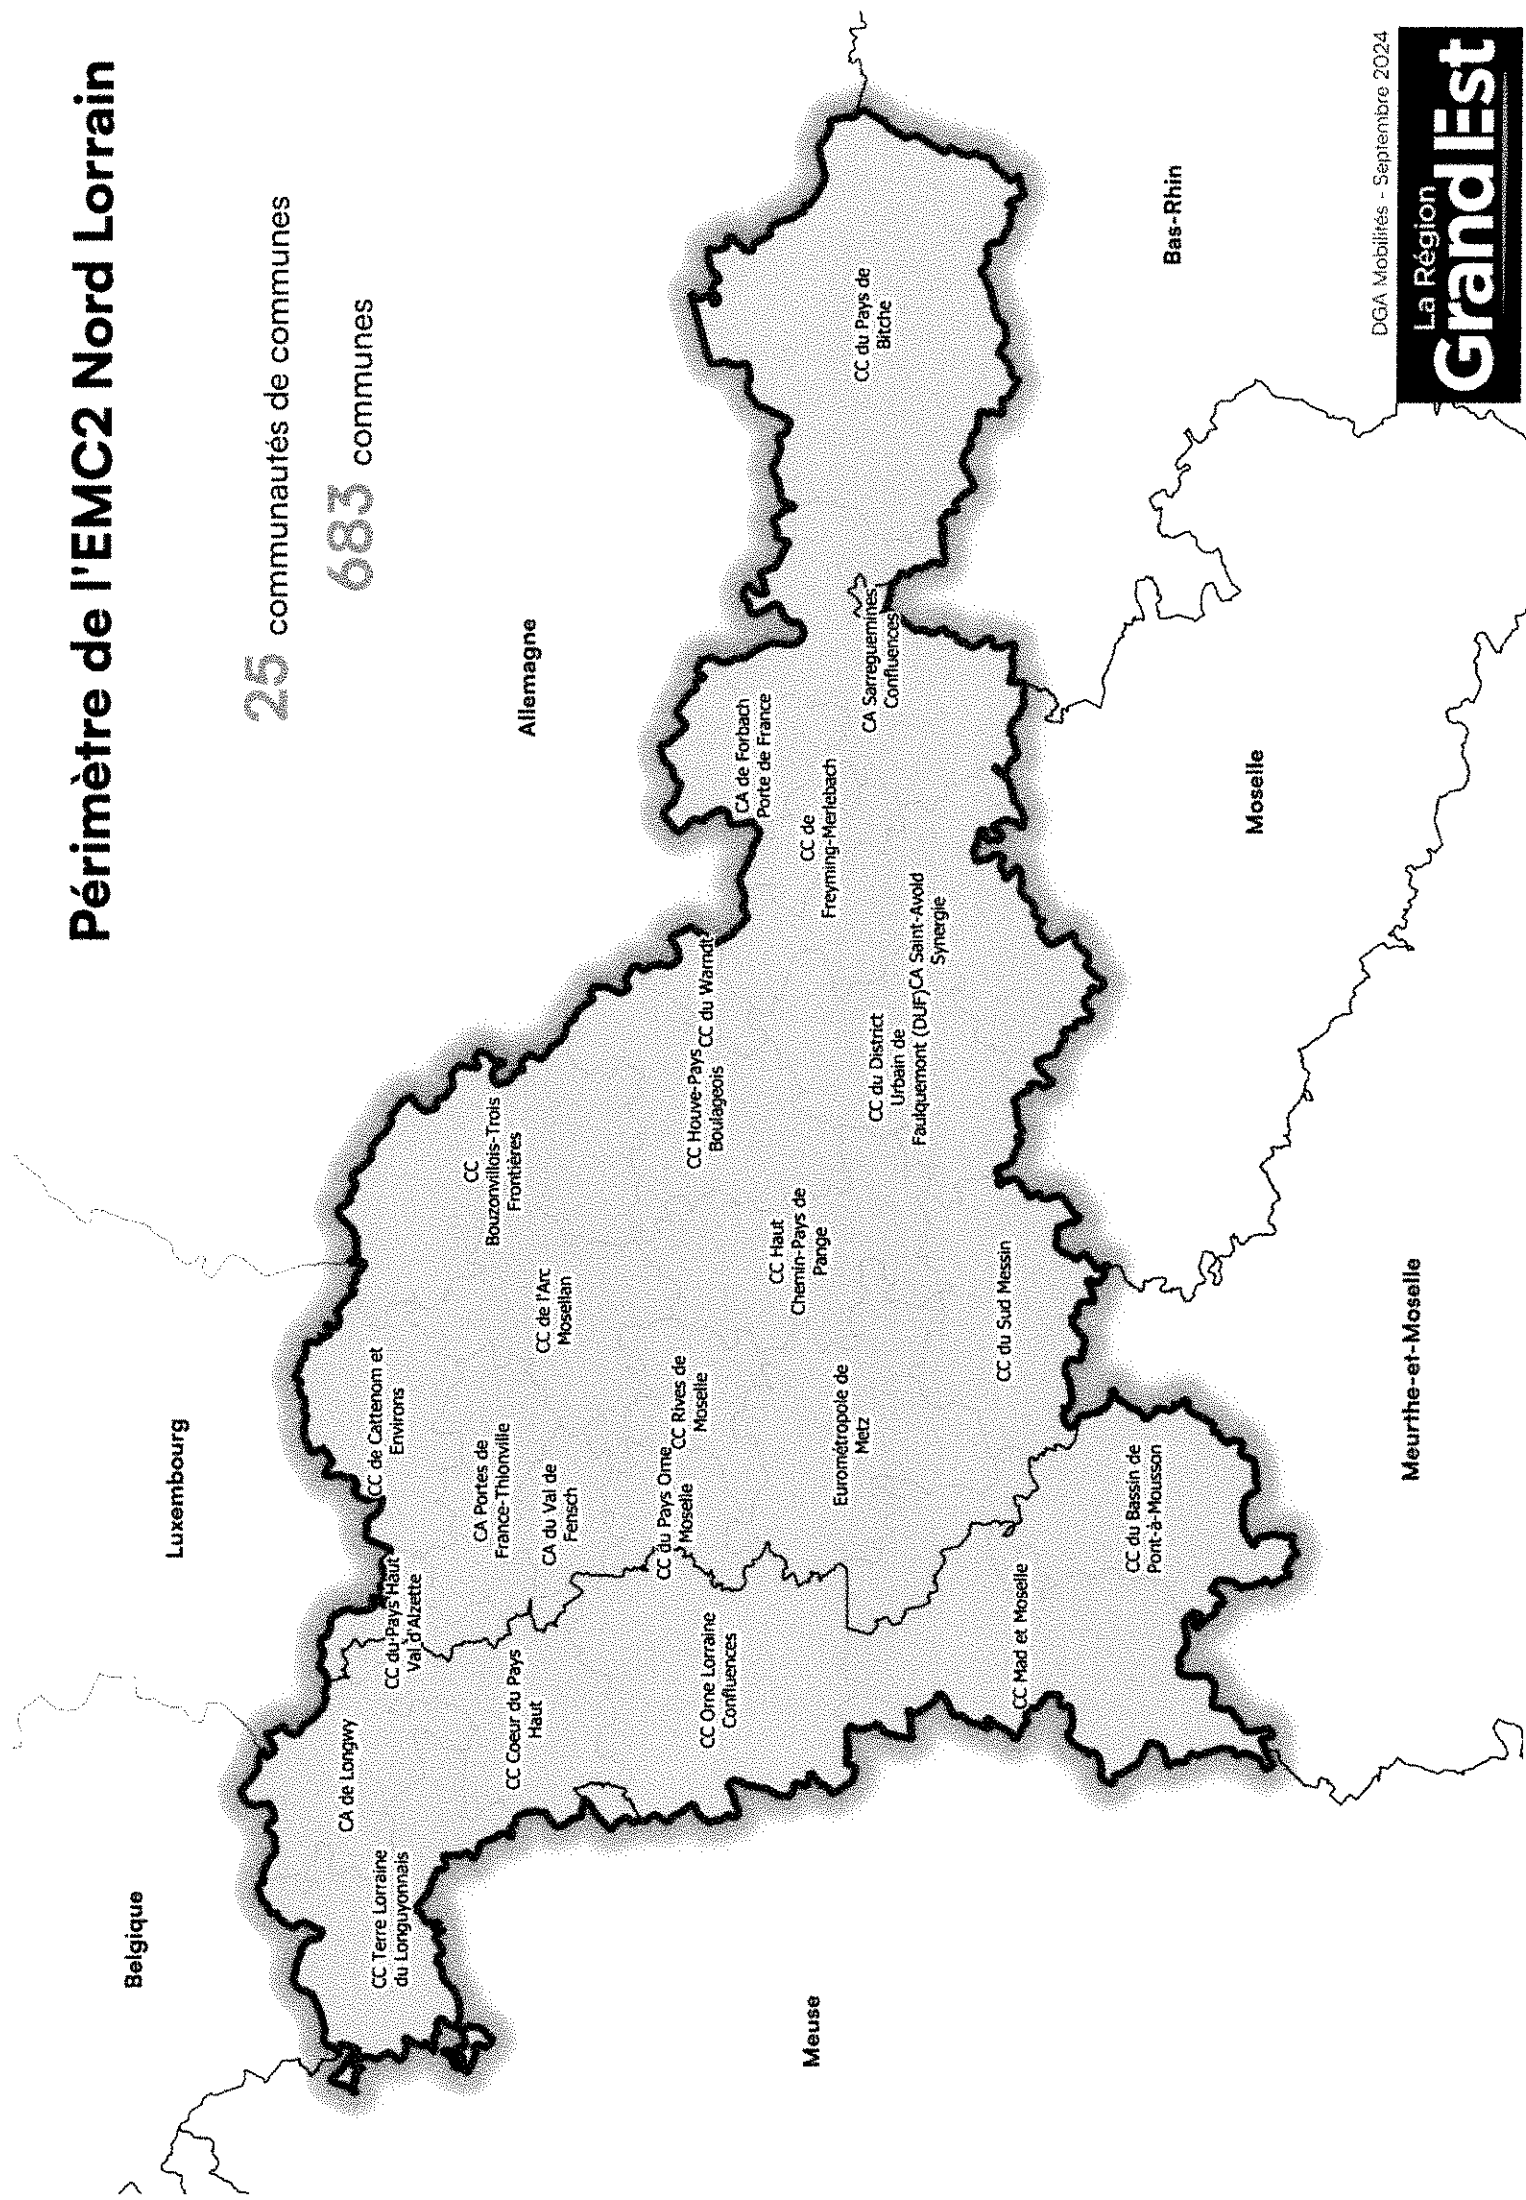 Périmètre de l'EMC2 Nord Lorrain
25 communautés de communes
683 communes
Belgique
Luxembourg
Allemagne
CA de Longwy
CC Terre Lorraine
du Longuyonnais
CC du Pays Haut
Val d'Alzette
CC de Cattenom et
Environs
CC
Bouzonvillois-Trois
Frontières
CA Portes de
France-Thionville
CC Coeur du Pays
Haut
CA du Val de
Fensch
CC de l'Arc
Mosellan
CC du Pays Orne
Moselle
CC Rives de
Moselle
CC Orne Lorraine
Confluences
CC Houve-Pays
Boulageois
CC du Warndt
CA de Forbach
Porte de France
CC Haut
Chemin-Pays de
Pange
CC de
Freyming-Merlebach
Eurométropole de
Metz
CC du District
Urbain de
Faulquemont (DUF)
CA Saint-Avold
Synergie
CA Sarreguemines
Confluences
CC du Pays de
Bitche
CC du Sud Messin
CC Mad et Moselle
CC du Bassin de
Pont-à-Mousson
Meuse
Meurthe-et-Moselle
Moselle
Bas-Rhin
DGA Mobilités - Septembre 2024
La Région
GrandEst